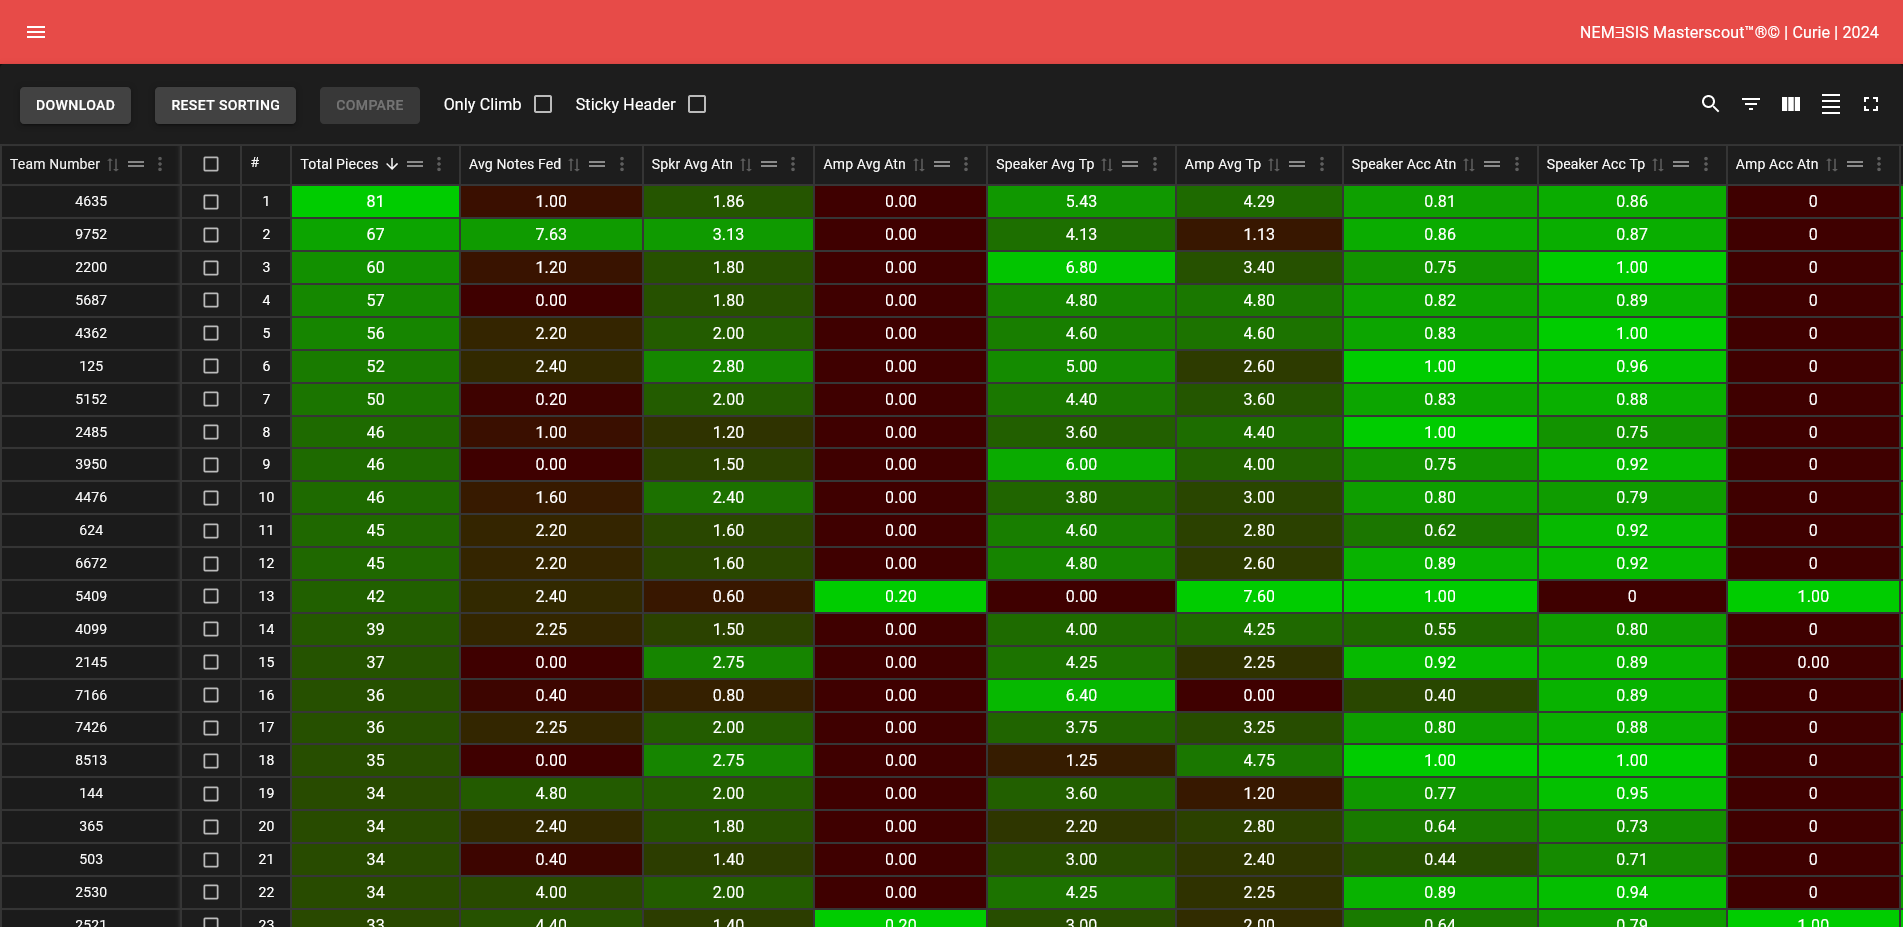 NEMƎSIS Masterscout™®© | Curie | 2024
DOWNLOAD RESET SORTING COMPARE Only Climb Sticky Header
Team Number # Total Pieces Avg Notes Fed Spkr Avg Atn Amp Avg Atn Speaker Avg Tp Amp Avg Tp Speaker Acc Atn Speaker Acc Tp Amp Acc Atn
4635 1 81 1.00 1.86 0.00 5.43 4.29 0.81 0.86 0
9752 2 67 7.63 3.13 0.00 4.13 1.13 0.86 0.87 0
2200 3 60 1.20 1.80 0.00 6.80 3.40 0.75 1.00 0
5687 4 57 0.00 1.80 0.00 4.80 4.80 0.82 0.89 0
4362 5 56 2.20 2.00 0.00 4.60 4.60 0.83 1.00 0
125 6 52 2.40 2.80 0.00 5.00 2.60 1.00 0.96 0
5152 7 50 0.20 2.00 0.00 4.40 3.60 0.83 0.88 0
2485 8 46 1.00 1.20 0.00 3.60 4.40 1.00 0.75 0
3950 9 46 0.00 1.50 0.00 6.00 4.00 0.75 0.92 0
4476 10 46 1.60 2.40 0.00 3.80 3.00 0.80 0.79 0
624 11 45 2.20 1.60 0.00 4.60 2.80 0.62 0.92 0
6672 12 45 2.20 1.60 0.00 4.80 2.60 0.89 0.92 0
5409 13 42 2.40 0.60 0.20 0.00 7.60 1.00 0 1.00
4099 14 39 2.25 1.50 0.00 4.00 4.25 0.55 0.80 0
2145 15 37 0.00 2.75 0.00 4.25 2.25 0.92 0.89 0.00
7166 16 36 0.40 0.80 0.00 6.40 0.00 0.40 0.89 0
7426 17 36 2.25 2.00 0.00 3.75 3.25 0.80 0.88 0
8513 18 35 0.00 2.75 0.00 1.25 4.75 1.00 1.00 0
144 19 34 4.80 2.00 0.00 3.60 1.20 0.77 0.95 0
365 20 34 2.40 1.80 0.00 2.20 2.80 0.64 0.73 0
503 21 34 0.40 1.40 0.00 3.00 2.40 0.44 0.71 0
2530 22 34 4.00 2.00 0.00 4.25 2.25 0.89 0.94 0
2521 23 33 4.40 1.40 0.20 3.00 2.00 0.64 0.79 1.00